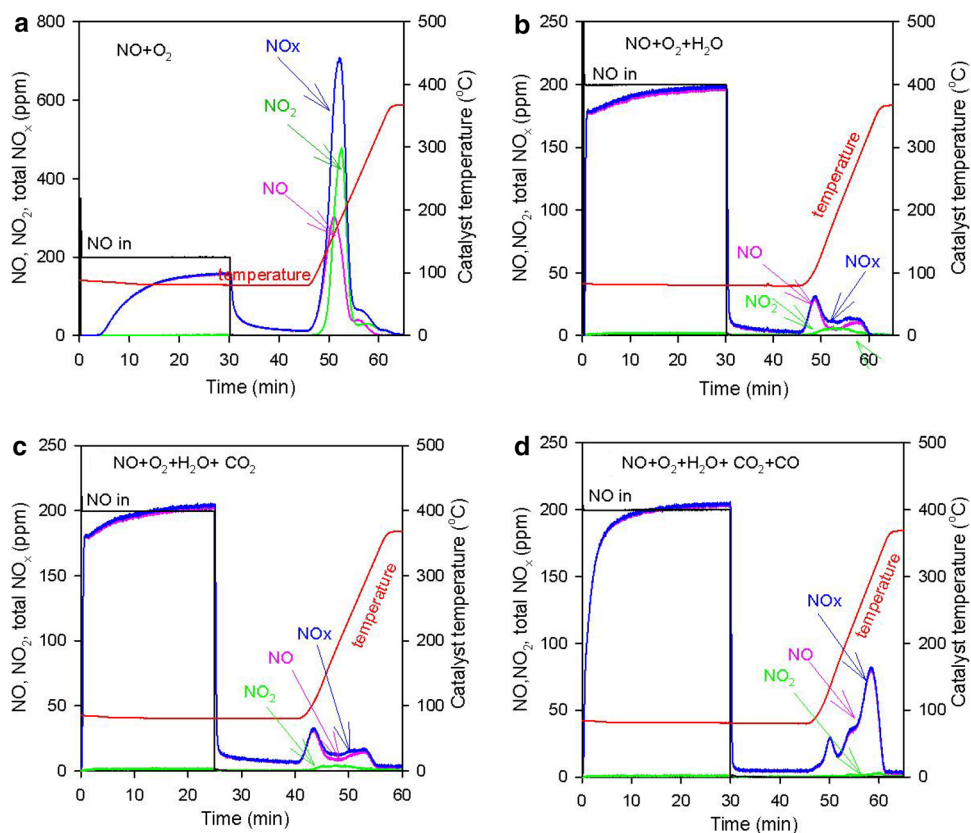 a
NO+O₂
NOx
NO₂
NO
NO in
temperature
800
600
400
200
0
500
400
300
200
100
0
0 10 20 30 40 50 60
Time (min)
NO, NO₂, total NOₓ (ppm)
Catalyst temperature (°C)
b
NO+O₂+H₂O
NO in
temperature
NO
NOx
NO₂
250
200
150
100
50
0
500
400
300
200
100
0
0 10 20 30 40 50 60
Time (min)
NO,NO₂, total NOₓ (ppm)
Catalyst temperature (°C)
c
NO+O₂+H₂O+ CO₂
NO in
temperature
NOx
NO
NO₂
250
200
150
100
50
0
500
400
300
200
100
0
0 10 20 30 40 50 60
Time (min)
NO, NO₂, total NOₓ (ppm)
Catalyst temperature (°C)
d
NO+O₂+H₂O+ CO₂+CO
NO in
temperature
NOx
NO
NO₂
250
200
150
100
50
0
500
400
300
200
100
0
0 10 20 30 40 50 60
Time (min)
NO,NO₂, total NOₓ (ppm)
Catalyst temperature (°C)